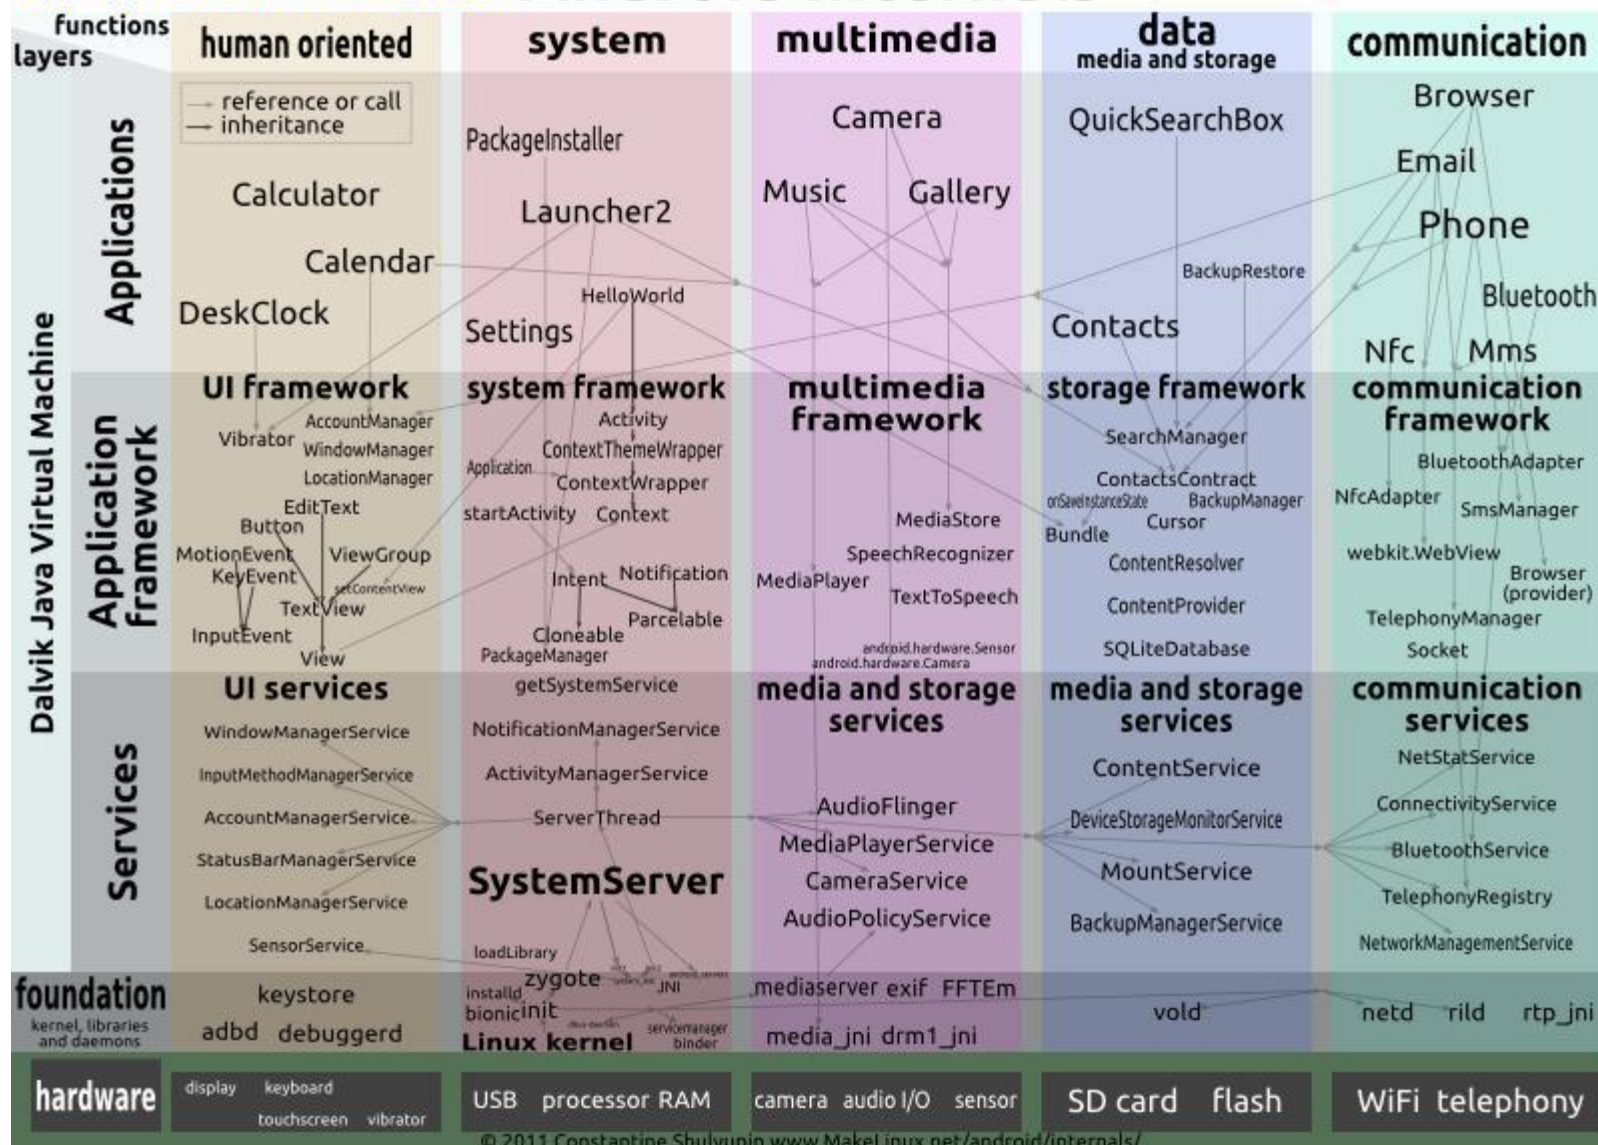 functions
layers
human oriented
system
multimedia
data
media and storage
communication
Dalvik Java Virtual Machine
Applications
reference or call
inheritance
Calculator
Calendar
DeskClock
PackageInstaller
Launcher2
HelloWorld
Settings
Camera
Music
Gallery
QuickSearchBox
BackupRestore
Contacts
Browser
Email
Phone
Bluetooth
Nfc
Mms
Application
framework
UI framework
AccountManager
Vibrator
WindowManager
LocationManager
EditText
Button
MotionEvent
ViewGroup
KeyEvent
setContentView
TextView
InputEvent
View
system framework
Activity
ContextThemeWrapper
Application
ContextWrapper
startActivity
Context
Intent
Notification
Parcelable
Cloneable
PackageManager
multimedia
framework
MediaStore
SpeechRecognizer
MediaPlayer
TextToSpeech
android.hardware.Sensor
android.hardware.Camera
storage framework
SearchManager
ContactsContract
onSaveInstanceState
BackupManager
Cursor
Bundle
ContentResolver
ContentProvider
SQLiteDatabase
communication
framework
BluetoothAdapter
NfcAdapter
SmsManager
webkit.WebView
Browser
(provider)
TelephonyManager
Socket
Services
UI services
WindowManagerService
InputMethodManagerService
AccountManagerService
StatusBarManagerService
LocationManagerService
SensorService
getSystemService
NotificationManagerService
ActivityManagerService
ServerThread
SystemServer
loadLibrary
media and storage
services
AudioFlinger
MediaPlayerService
CameraService
AudioPolicyService
media and storage
services
ContentService
DeviceStorageMonitorService
MountService
BackupManagerService
communication
services
NetStatService
ConnectivityService
BluetoothService
TelephonyRegistry
NetworkManagementService
foundation
kernel, libraries
and daemons
keystore
adbd debuggerd
zygote
JNI
installd
bionic
init
servicemanager
binder
Linux kernel
mediaserver exif FFTEm
media_jni drm1_jni
vold
netd rild rtp_jni
hardware
display keyboard
touchscreen vibrator
USB processor RAM
camera audio I/O sensor
SD card flash
WiFi telephony
© 2011 Constantine Shulyupin www.MakeLinux.net/android/internals/